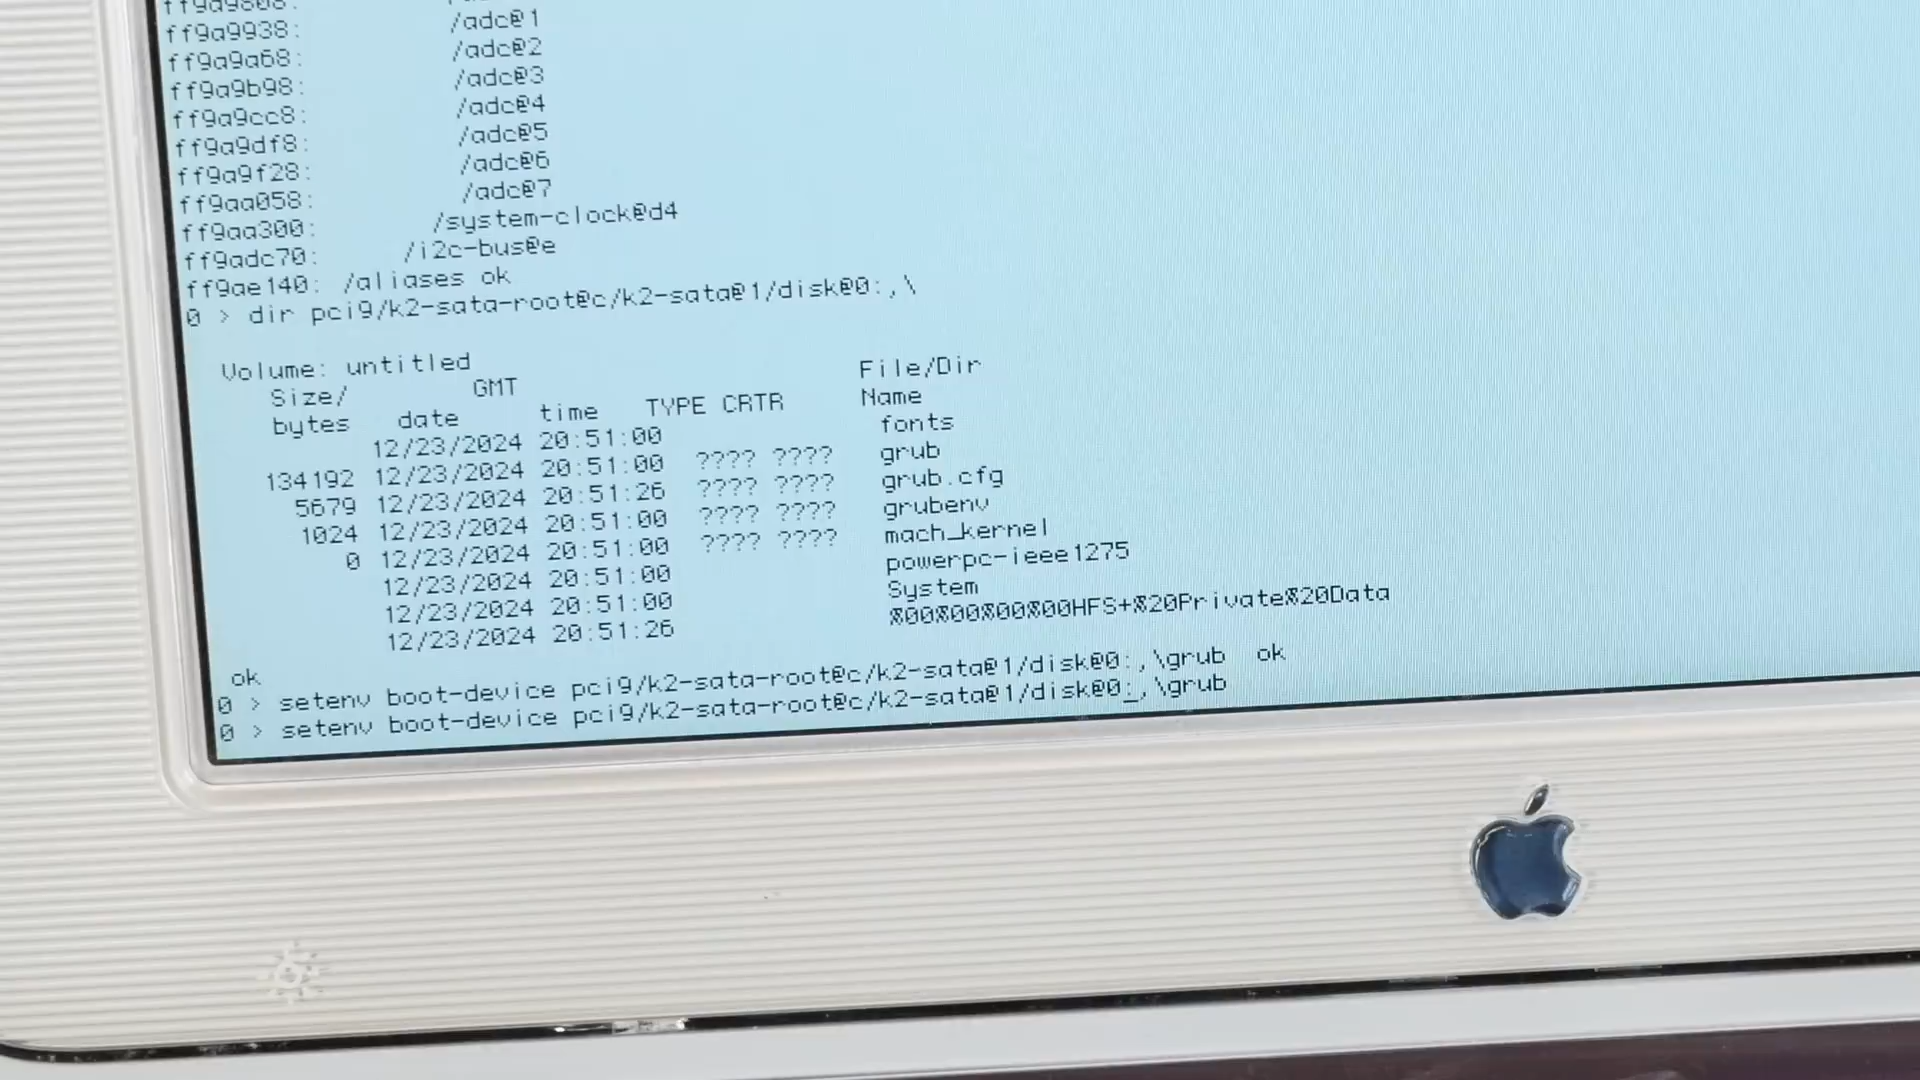 ff9a9808:
ff9a9938: /adc@1
ff9a9a68: /adc@2
ff9a9b98: /adc@3
ff9a9cc8: /adc@4
ff9a9df8: /adc@5
ff9a9f28: /adc@6
ff9aa058: /adc@7
ff9aa300: /system-clock@d4
ff9adc70: /i2c-bus@e
ff9ae140: /aliases ok
0 > dir pci9/k2-sata-root@c/k2-sata@1/disk@0:,\
Volume: untitled
Size/ GMT File/Dir
bytes date time TYPE CRTR Name
12/23/2024 20:51:00 fonts
134192 12/23/2024 20:51:00 ???? ???? grub
5679 12/23/2024 20:51:26 ???? ???? grub.cfg
1024 12/23/2024 20:51:00 ???? ???? grubenv
0 12/23/2024 20:51:00 ???? ???? mach_kernel
12/23/2024 20:51:00 powerpc-ieee1275
12/23/2024 20:51:00 System
12/23/2024 20:51:26 %00%00%00%00HFS+%20Private%20Data
ok
0 > setenv boot-device pci9/k2-sata-root@c/k2-sata@1/disk@0:,\grub ok
0 > setenv boot-device pci9/k2-sata-root@c/k2-sata@1/disk@0:,\grub